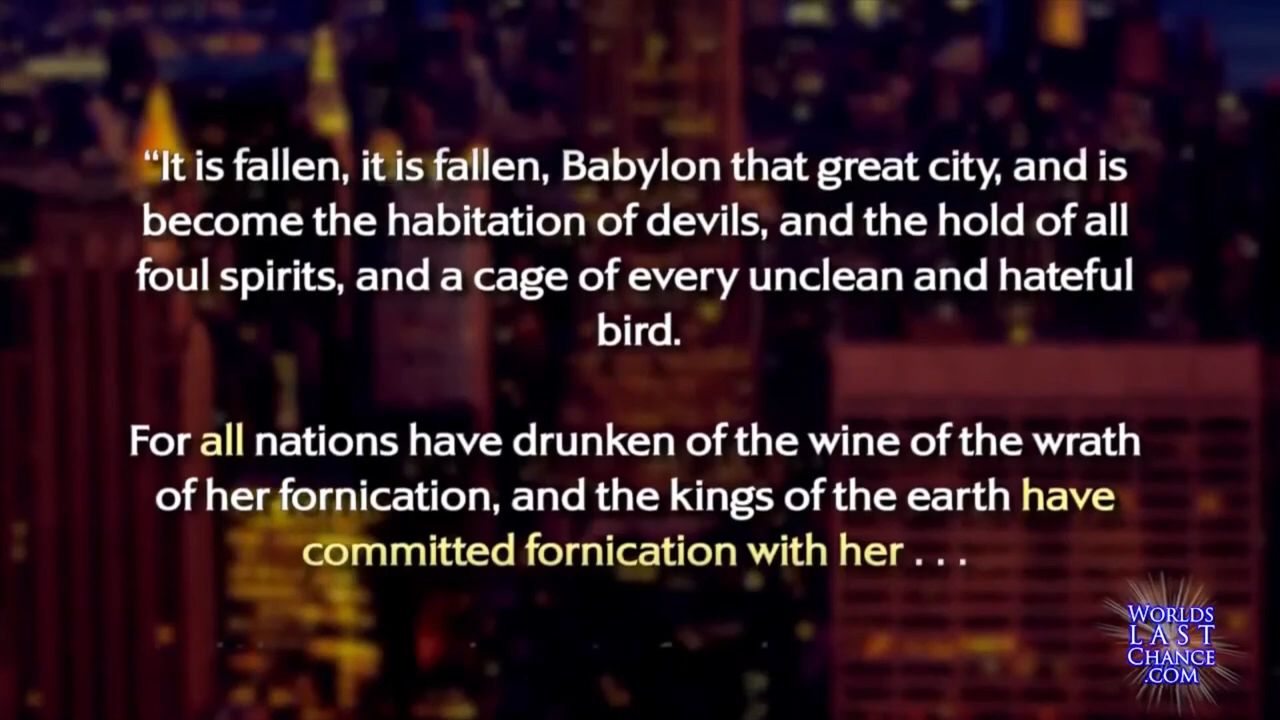 “It is fallen, it is fallen, Babylon that great city, and is
become the habitation of devils, and the hold of all
foul spirits, and a cage of every unclean and hateful
bird.
For all nations have drunken of the wine of the wrath
of her fornication, and the kings of the earth have
committed fornication with her . . .
WORLDS
LAST
CHANCE
.COM